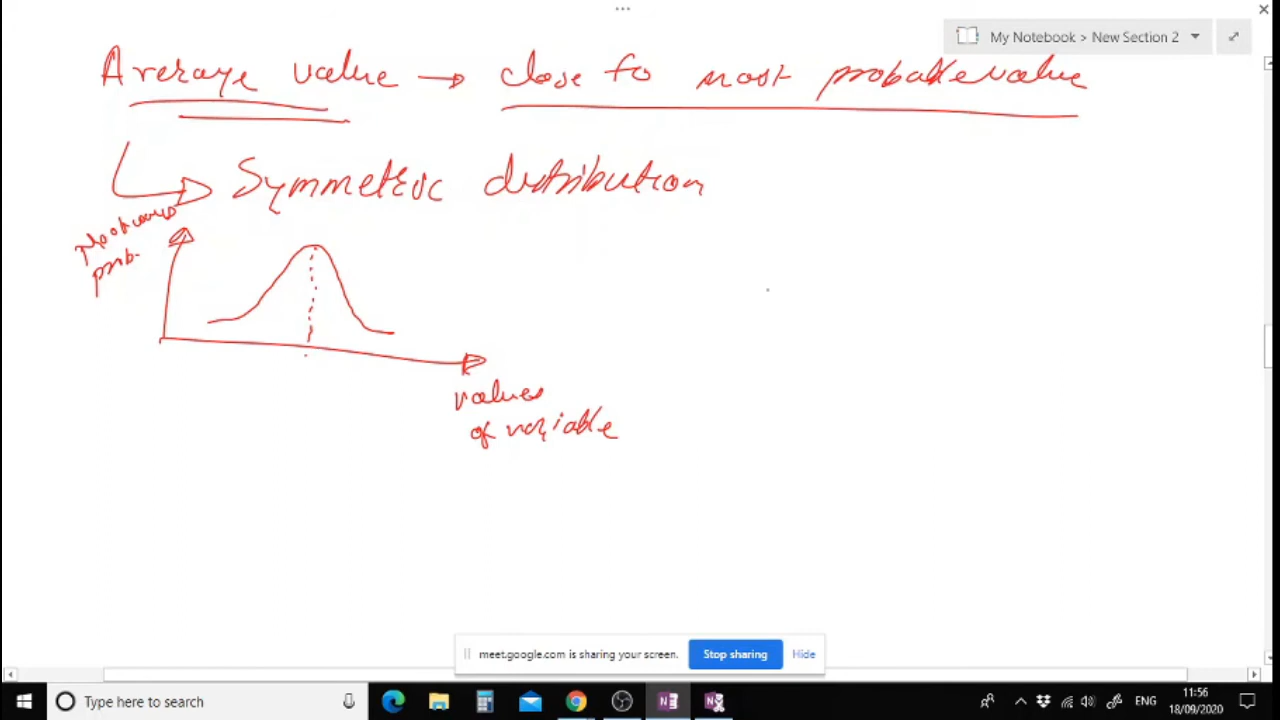 My Notebook > New Section 2
Average value → close to most probable value
Symmetric distribution
prob.
values
of variable
meet.google.com is sharing your screen.
Stop sharing
Hide
Type here to search
ENG
11:56
18/09/2020